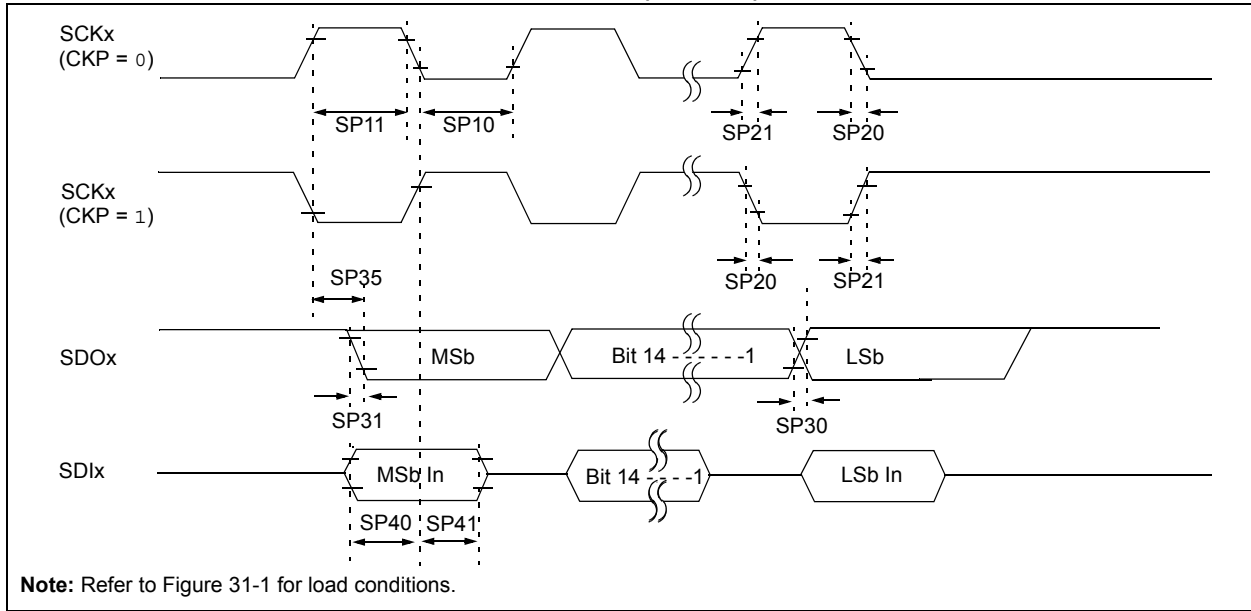 SCKx
(CKP = 0)
SP11
SP10
SP21
SP20
SCKx
(CKP = 1)
SP35
SP20
SP21
SDOx
MSb
Bit 14 - - - - - -1
LSb
SP31
SP30
SDIx
MSb In
Bit 14 - - - -1
LSb In
SP40
SP41
Note: Refer to Figure 31-1 for load conditions.